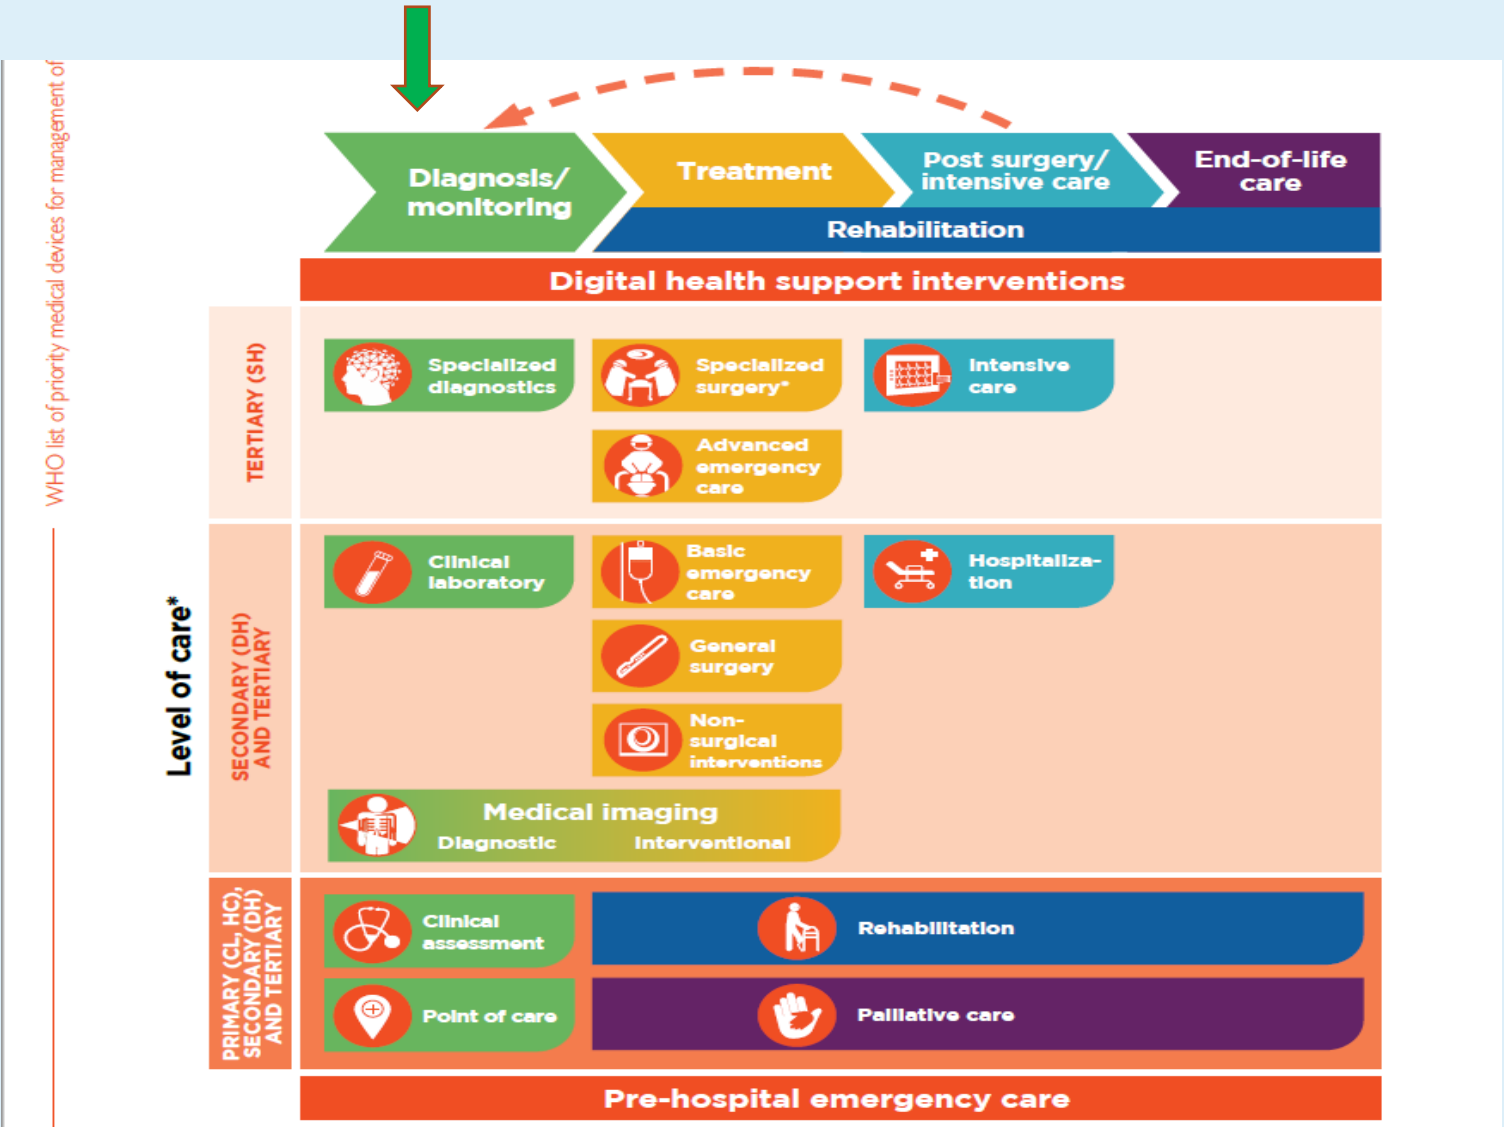 WHO list of priority medical devices for management of
Diagnosis/
monitoring
Treatment
Post surgery/
intensive care
End-of-life
care
Rehabilitation
Digital health support interventions
Level of care*
TERTIARY (SH)
Specialized
diagnostics
Specialized
surgery*
Intensive
care
Advanced
emergency
care
SECONDARY (DH)
AND TERTIARY
Clinical
laboratory
Basic
emergency
care
Hospitaliza-
tion
General
surgery
Non-
surgical
interventions
Medical imaging
Diagnostic Interventional
PRIMARY (CL, HC),
SECONDARY (DH)
AND TERTIARY
Clinical
assessment
Rehabilitation
Point of care
Palliative care
Pre-hospital emergency care